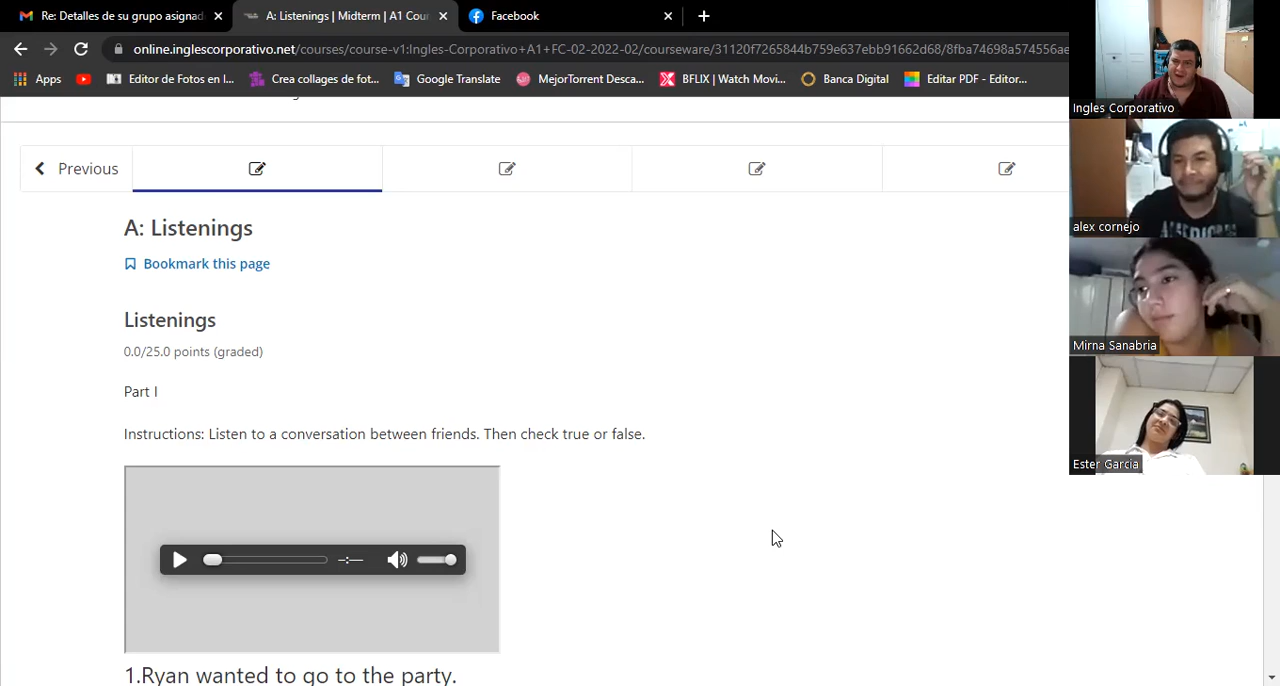 Re: Detalles de su grupo asignad
A: Listenings | Midterm | A1 Cour
Facebook
online.inglescorporativo.net/courses/course-v1:Ingles-Corporativo+A1+FC-02-2022-02/courseware/31120f7265844b759e637ebb91662d68/8fba74698a574556ae
Apps
Editor de Fotos en l...
Crea collages de fot...
Google Translate
MejorTorrent Desca...
BFLIX | Watch Movi...
Banca Digital
Editar PDF - Editor...
Ingles Corporativo
alex cornejo
Mirna Sanabria
Ester Garcia
Previous
A: Listenings
Bookmark this page
Listenings
0.0/25.0 points (graded)
Part I
Instructions: Listen to a conversation between friends. Then check true or false.
-:--
1.Ryan wanted to go to the party.